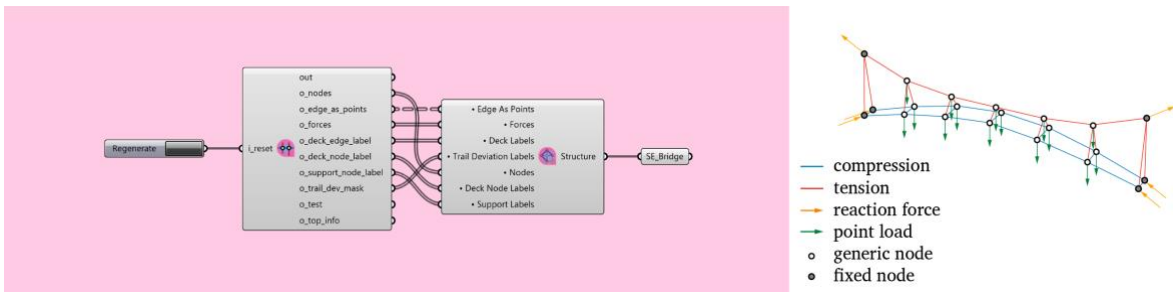 Regenerate
i_reset
out
o_nodes
o_edge_as_points
o_forces
o_deck_edge_label
o_deck_node_label
o_support_node_label
o_trail_dev_mask
o_test
o_top_info
• Edge As Points
• Forces
• Deck Labels
• Trail Deviation Labels
• Nodes
• Deck Node Labels
• Support Labels
Structure
SE_Bridge
compression
tension
reaction force
point load
generic node
fixed node